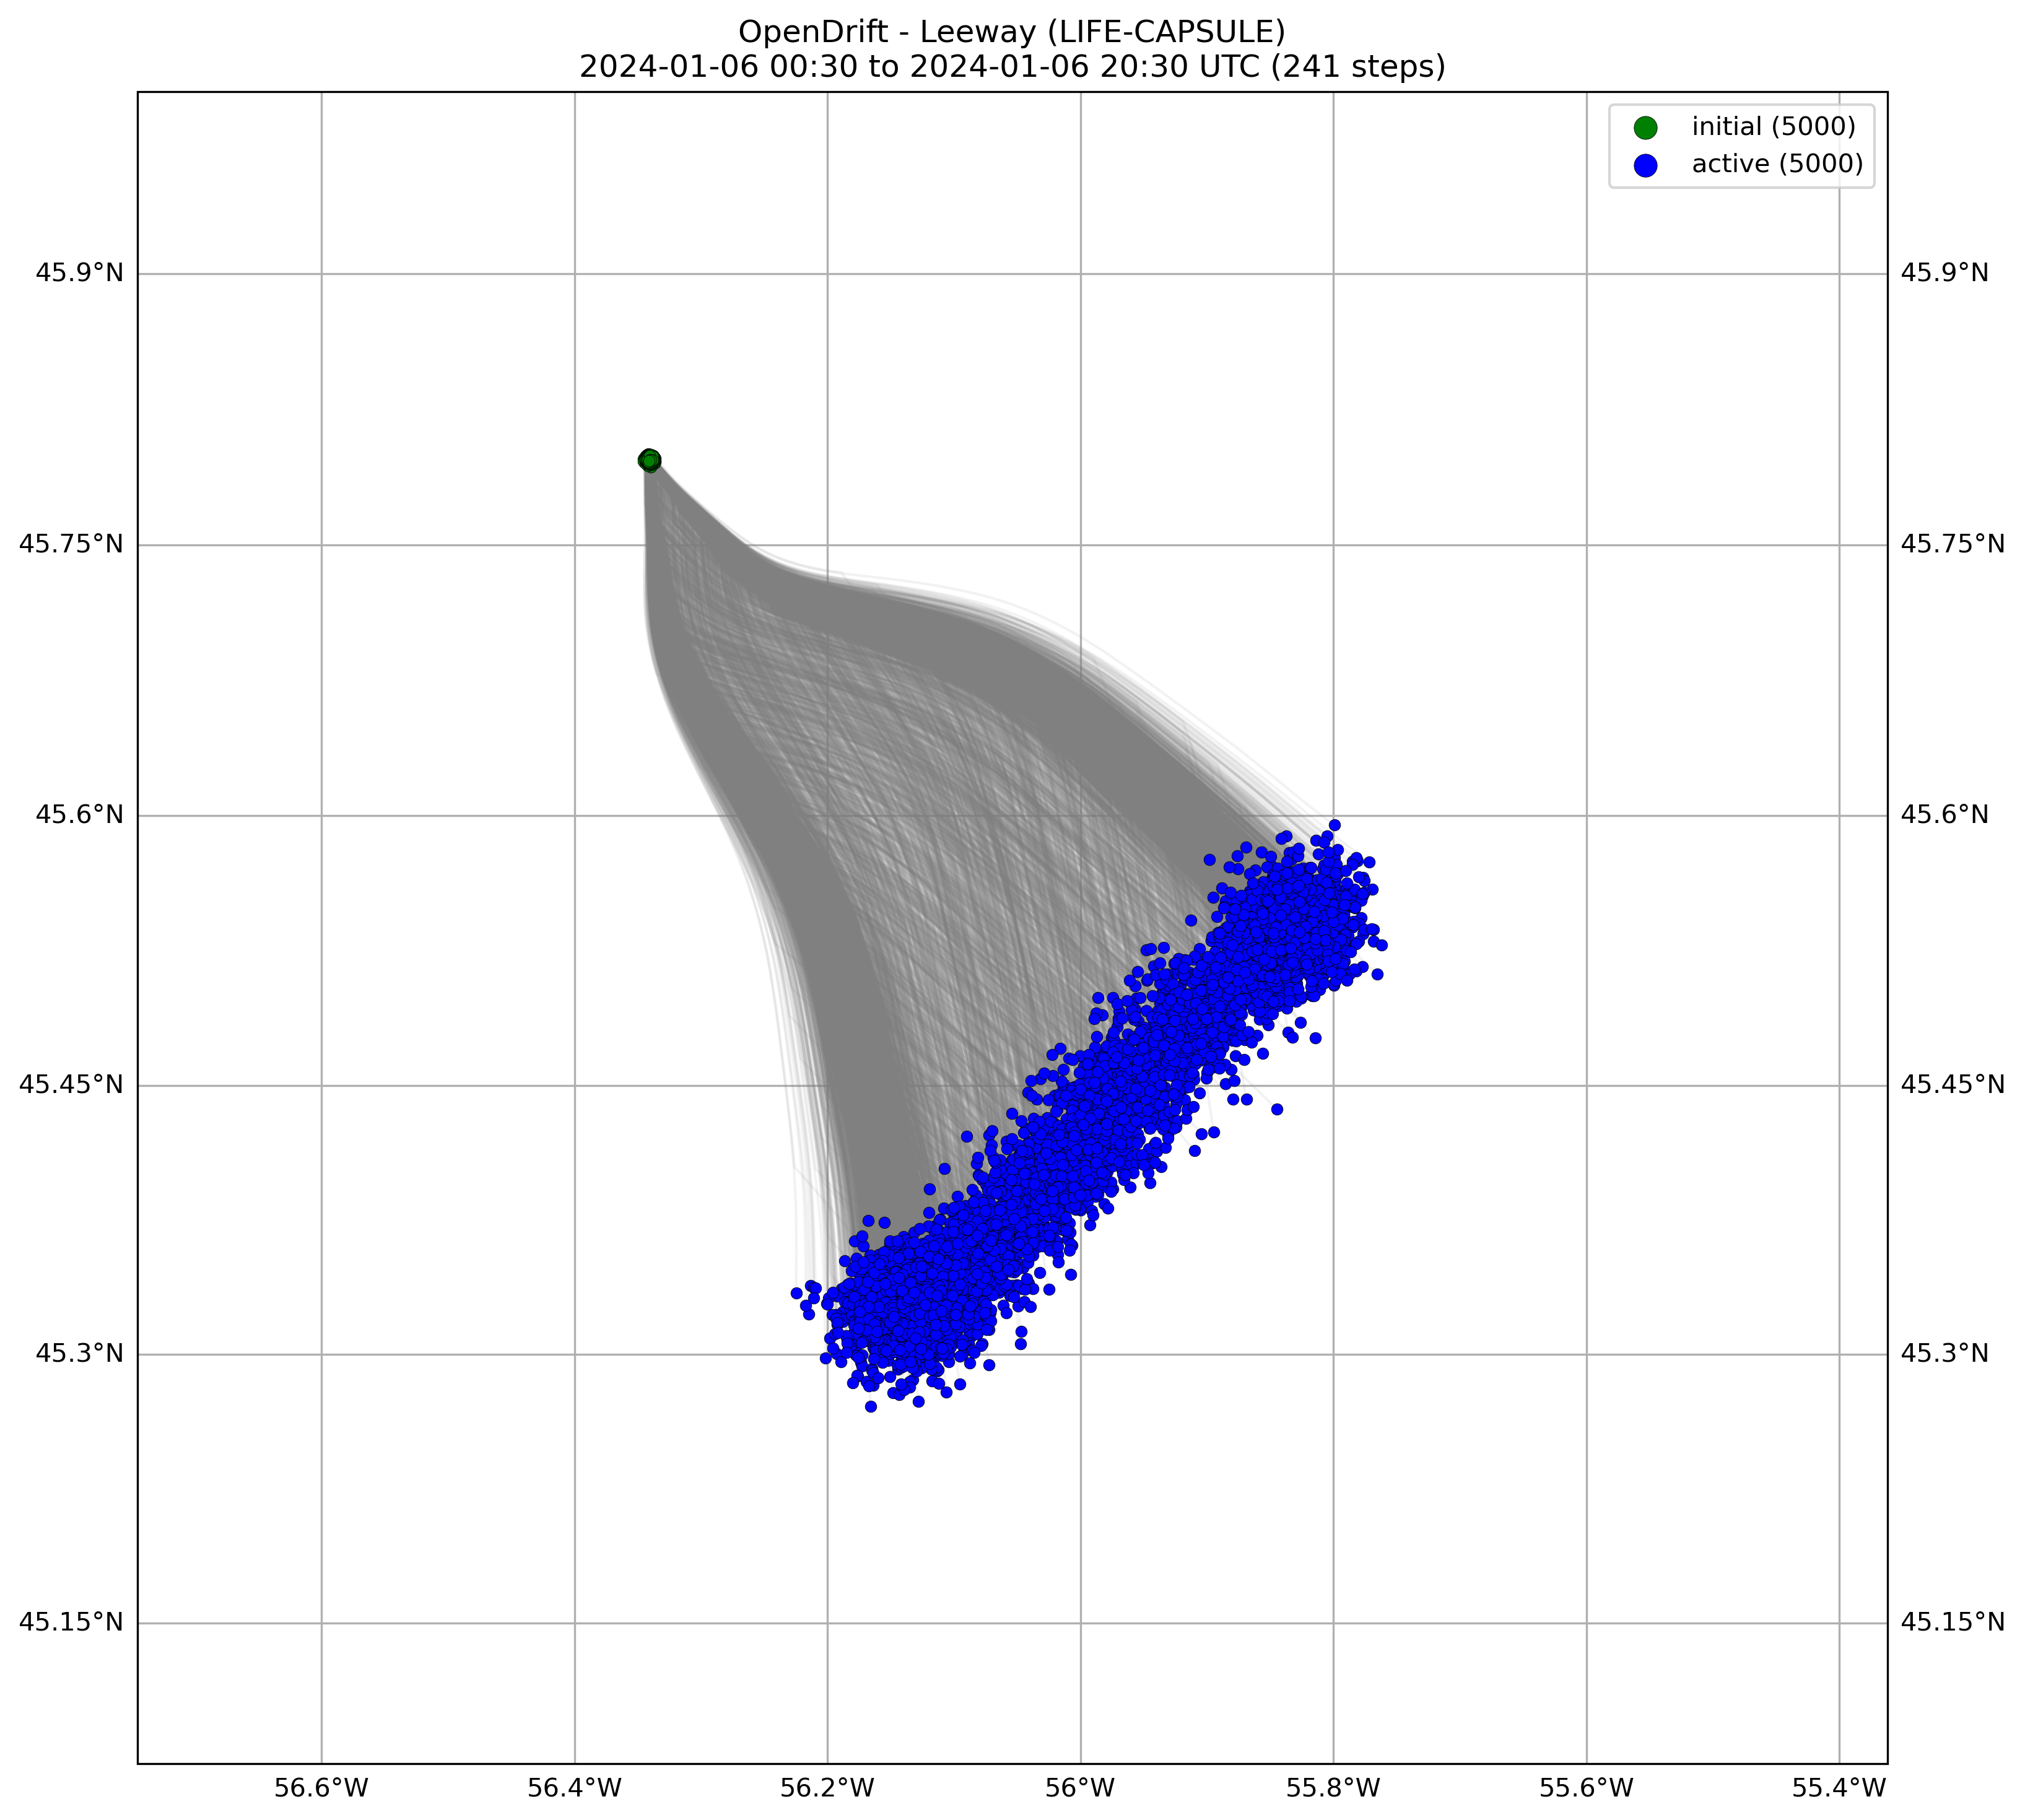 OpenDrift - Leeway (LIFE-CAPSULE)
2024-01-06 00:30 to 2024-01-06 20:30 UTC (241 steps)
initial (5000)
active (5000)
45.9°N 45.9°N
45.75°N 45.75°N
45.6°N 45.6°N
45.45°N 45.45°N
45.3°N 45.3°N
45.15°N 45.15°N
56.6°W 56.4°W 56.2°W 56°W 55.8°W 55.6°W 55.4°W